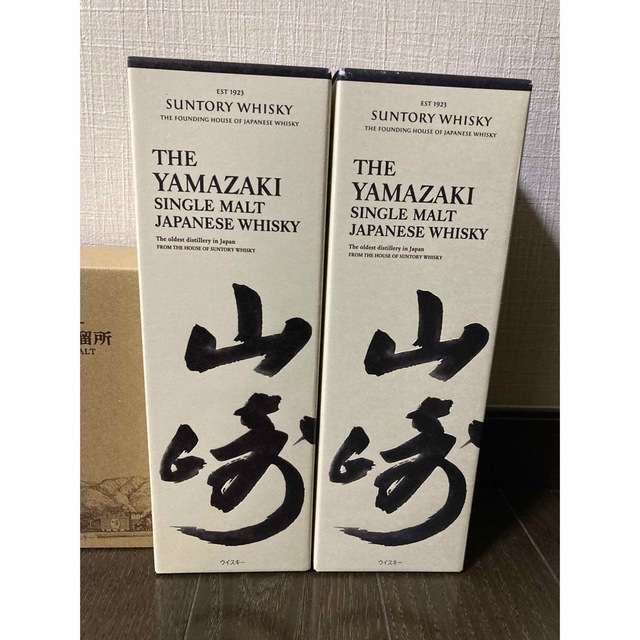 EST 1923
SUNTORY WHISKY
THE FOUNDING HOUSE OF JAPANESE WHISKY
THE
YAMAZAKI
SINGLE MALT
JAPANESE WHISKY
The oldest distillery in Japan
FROM THE HOUSE OF SUNTORY WHISKY
山崎
ウイスキー
EST 1923
SUNTORY WHISKY
THE FOUNDING HOUSE OF JAPANESE WHISKY
THE
YAMAZAKI
SINGLE MALT
JAPANESE WHISKY
The oldest distillery in Japan
FROM THE HOUSE OF SUNTORY WHISKY
山崎
ウイスキー
溜所
ALT